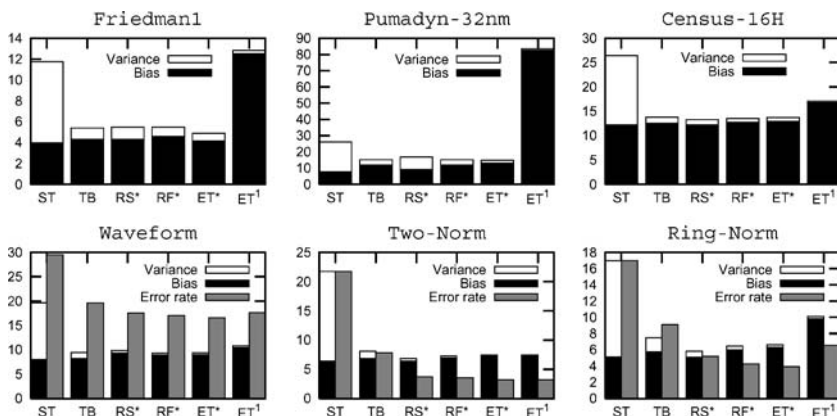 Friedman1
14
12
10
8
6
4
2
0
Variance
Bias
ST TB RS* RF* ET* ET¹
Pumadyn-32nm
90
80
70
60
50
40
30
20
10
0
Variance
Bias
ST TB RS* RF* ET* ET¹
Census-16H
30
25
20
15
10
5
0
Variance
Bias
ST TB RS* RF* ET* ET¹
Waveform
30
25
20
15
10
5
0
Variance
Bias
Error rate
ST TB RS* RF* ET* ET¹
Two-Norm
25
20
15
10
5
0
Variance
Bias
Error rate
ST TB RS* RF* ET* ET¹
Ring-Norm
18
16
14
12
10
8
6
4
2
0
Variance
Bias
Error rate
ST TB RS* RF* ET* ET¹